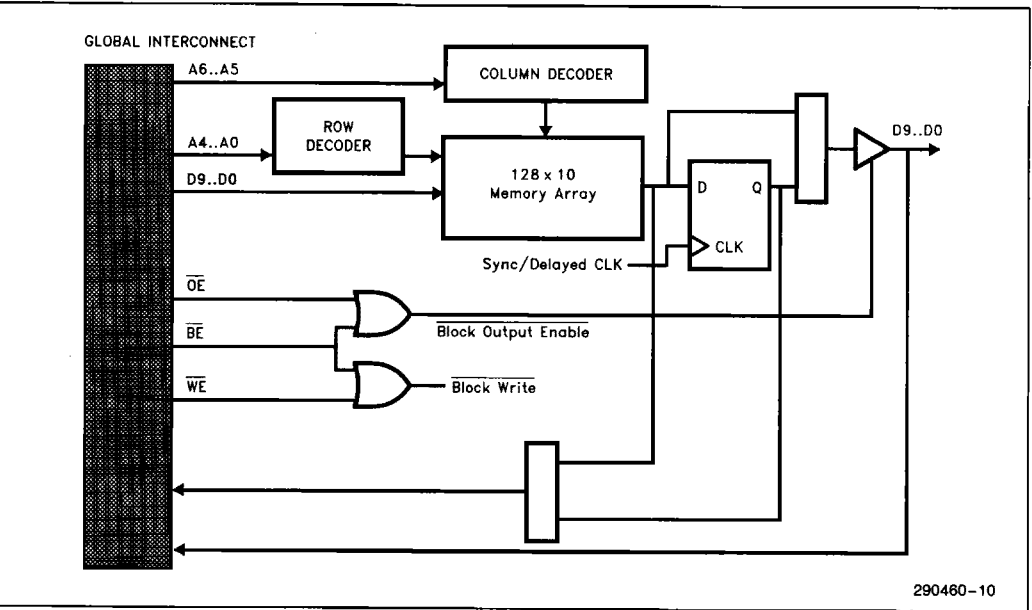 GLOBAL INTERCONNECT
A6..A5
COLUMN DECODER
ROW
DECODER
A4..A0
D9..D0
128 x 10
Memory Array
D
Q
CLK
D9..D0
Sync/Delayed CLK
OE
BE
WE
Block Output Enable
Block Write
290460-10